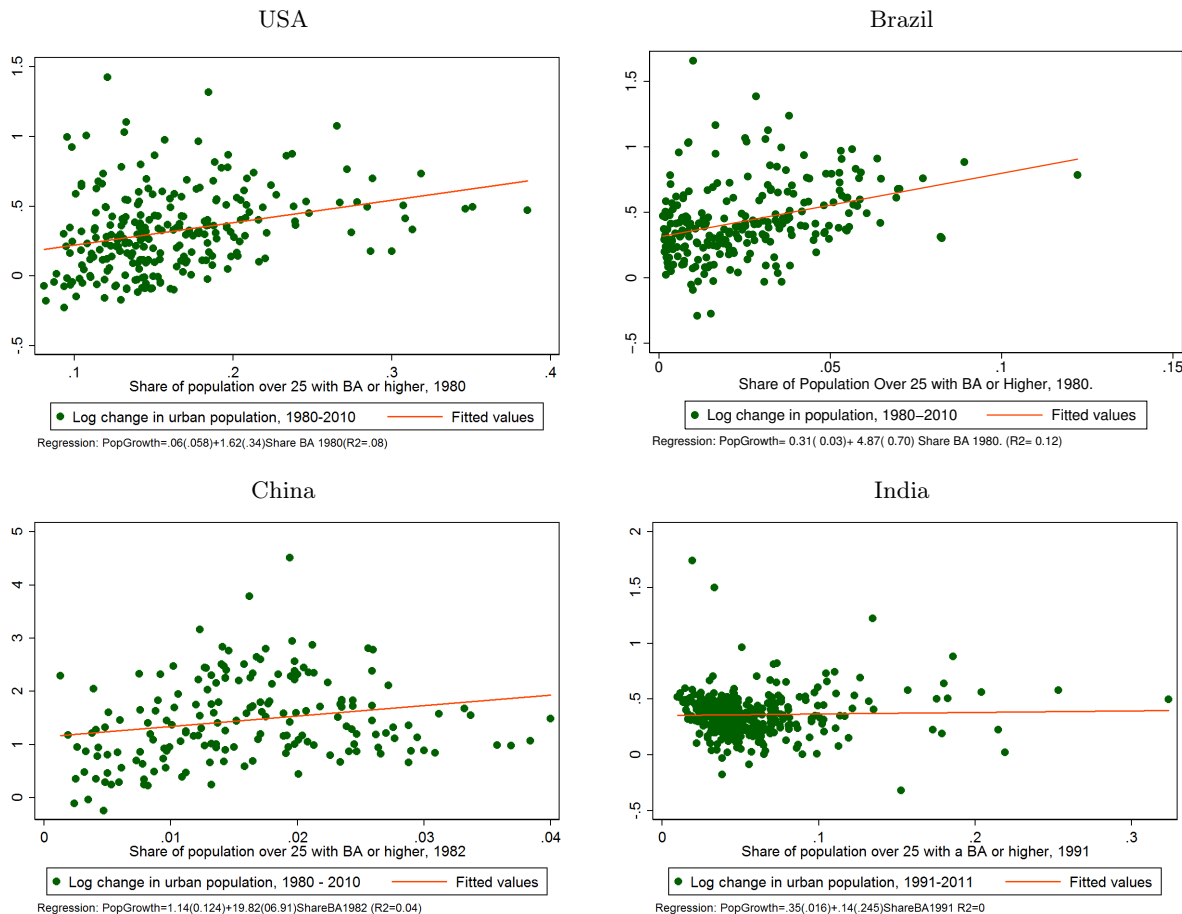 USA
1.5
1
.5
0
-.5
.1
.2
.3
.4
Share of population over 25 with BA or higher, 1980
Log change in urban population, 1980-2010
Fitted values
Regression: PopGrowth=.06(.058)+1.62(.34)Share BA 1980(R2=.08)
Brazil
1.5
1
.5
0
-.5
0
.05
.1
.15
Share of Population Over 25 with BA or Higher, 1980.
Log change in population, 1980−2010
Fitted values
Regression: PopGrowth= 0.31( 0.03)+ 4.87( 0.70) Share BA 1980. (R2= 0.12)
China
5
4
3
2
1
0
0
.01
.02
.03
.04
Share of population over 25 with BA or higher, 1982
Log change in urban population, 1980 - 2010
Fitted values
Regression: PopGrowth=1.14(0.124)+19.82(06.91)ShareBA1982 (R2=0.04)
India
2
1.5
1
.5
0
-.5
0
.1
.2
.3
Share of population over 25 with a BA or higher, 1991
Log change in urban population, 1991-2011
Fitted values
Regression: PopGrowth=.35(.016)+.14(.245)ShareBA1991 R2=0